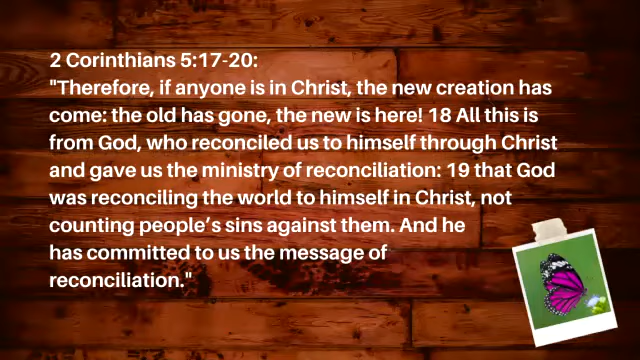 2 Corinthians 5:17-20:
"Therefore, if anyone is in Christ, the new creation has
come: the old has gone, the new is here! 18 All this is
from God, who reconciled us to himself through Christ
and gave us the ministry of reconciliation: 19 that God
was reconciling the world to himself in Christ, not
counting people’s sins against them. And he
has committed to us the message of
reconciliation."